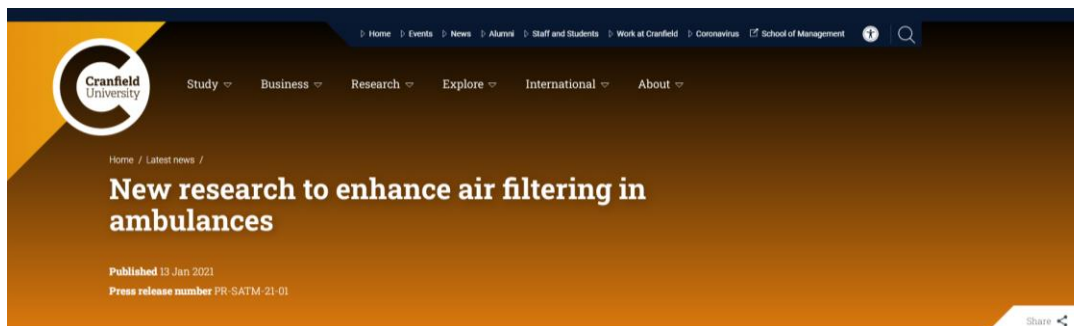 Home Events News Alumni Staff and Students Work at Cranfield Coronavirus School of Management
Cranfield
University
Study Business Research Explore International About
Home / Latest news /
New research to enhance air filtering in
ambulances
Published 13 Jan 2021
Press release number PR-SATM-21-01
Share